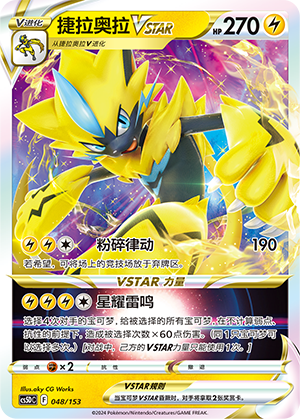 V进化
捷拉奥拉VSTAR
HP 270
从捷拉奥拉V进化
粉碎律动 190
若希望，可将场上的竞技场放于弃牌区。
VSTAR 力量
星耀雷鸣
选择4次对手的宝可梦，给被选择的所有宝可梦，在不计算弱点、
抗性的前提下，造成被选择次数×60点伤害。（同1只宝可梦可
以选择多次。）[对战中，己方的VSTAR力量只能使用1次。]
弱点 ×2 抗性 撤退
Illus.aky CG Works
VSTAR规则
cs5D C F 048/153
当宝可梦VSTAR昏厥时，对手将拿取2张奖赏卡。
©2024 Pokémon/Nintendo/Creatures/GAME FREAK.